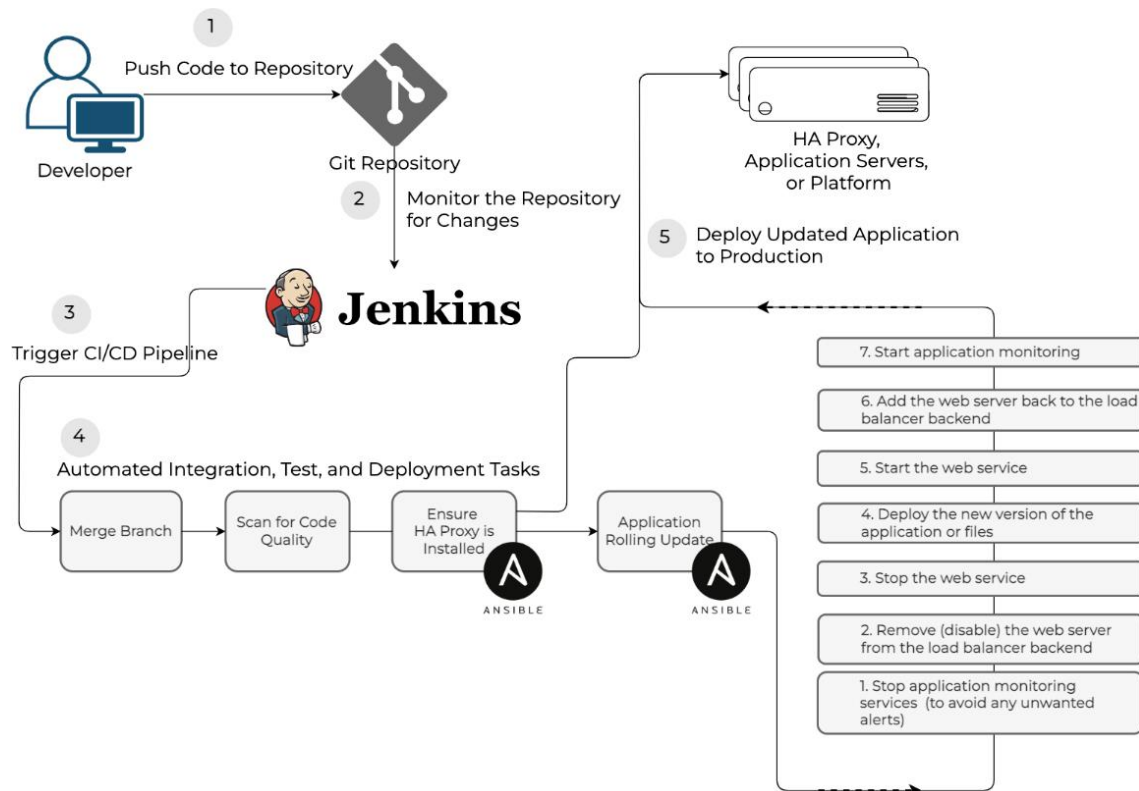 1
Push Code to Repository
Developer
Git Repository
2
Monitor the Repository
for Changes
HA Proxy,
Application Servers,
or Platform
5
Deploy Updated Application
to Production
Jenkins
3
Trigger CI/CD Pipeline
4
Automated Integration, Test, and Deployment Tasks
Merge Branch
Scan for Code
Quality
Ensure
HA Proxy is
Installed
ANSIBLE
Application
Rolling Update
ANSIBLE
7. Start application monitoring
6. Add the web server back to the load
balancer backend
5. Start the web service
4. Deploy the new version of the
application or files
3. Stop the web service
2. Remove (disable) the web server
from the load balancer backend
1. Stop application monitoring
services (to avoid any unwanted
alerts)